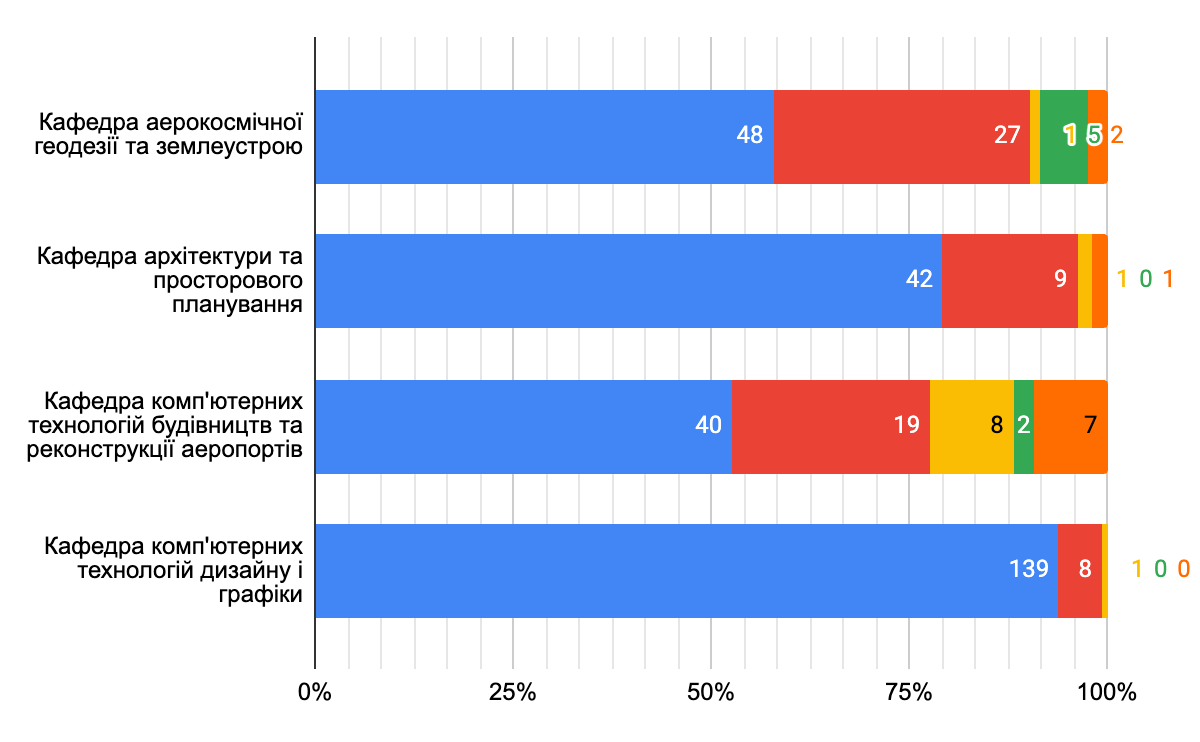 Кафедра аерокосмічної
геодезії та землеустрою
48 27 1 5 2
Кафедра архітектури та
просторового
планування
42 9 1 0 1
Кафедра комп'ютерних
технологій будівництв та
реконструкції аеропортів
40 19 8 2 7
Кафедра комп'ютерних
технологій дизайну і
графіки
139 8 1 0 0
0% 25% 50% 75% 100%